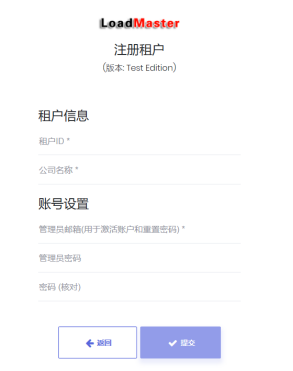 LoadMaster
注册租户
(版本: Test Edition)
租户信息
租户ID *
公司名称 *
账号设置
管理员邮箱(用于激活账户和重置密码) *
管理员密码
密码 (核对)
返回
提交